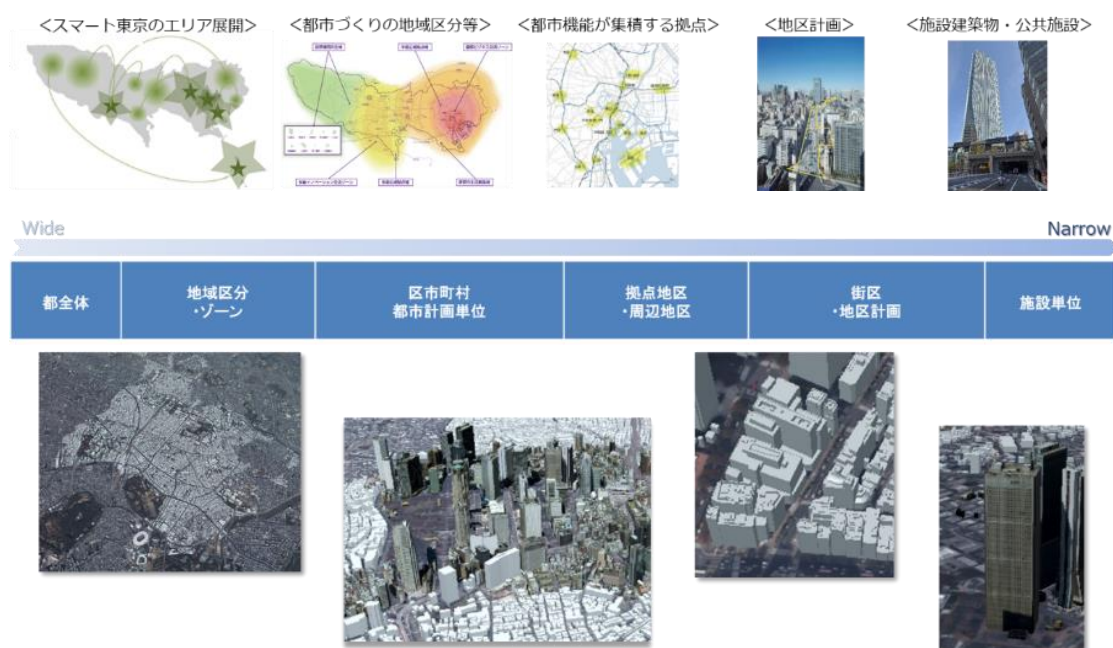 <スマート東京のエリア展開>
<都市づくりの地域区分等>
<都市機能が集積する拠点>
<地区計画>
<施設建築物・公共施設>
Wide
Narrow
都全体
地域区分
・ゾーン
区市町村
都市計画単位
拠点地区
・周辺地区
街区
・地区計画
施設単位